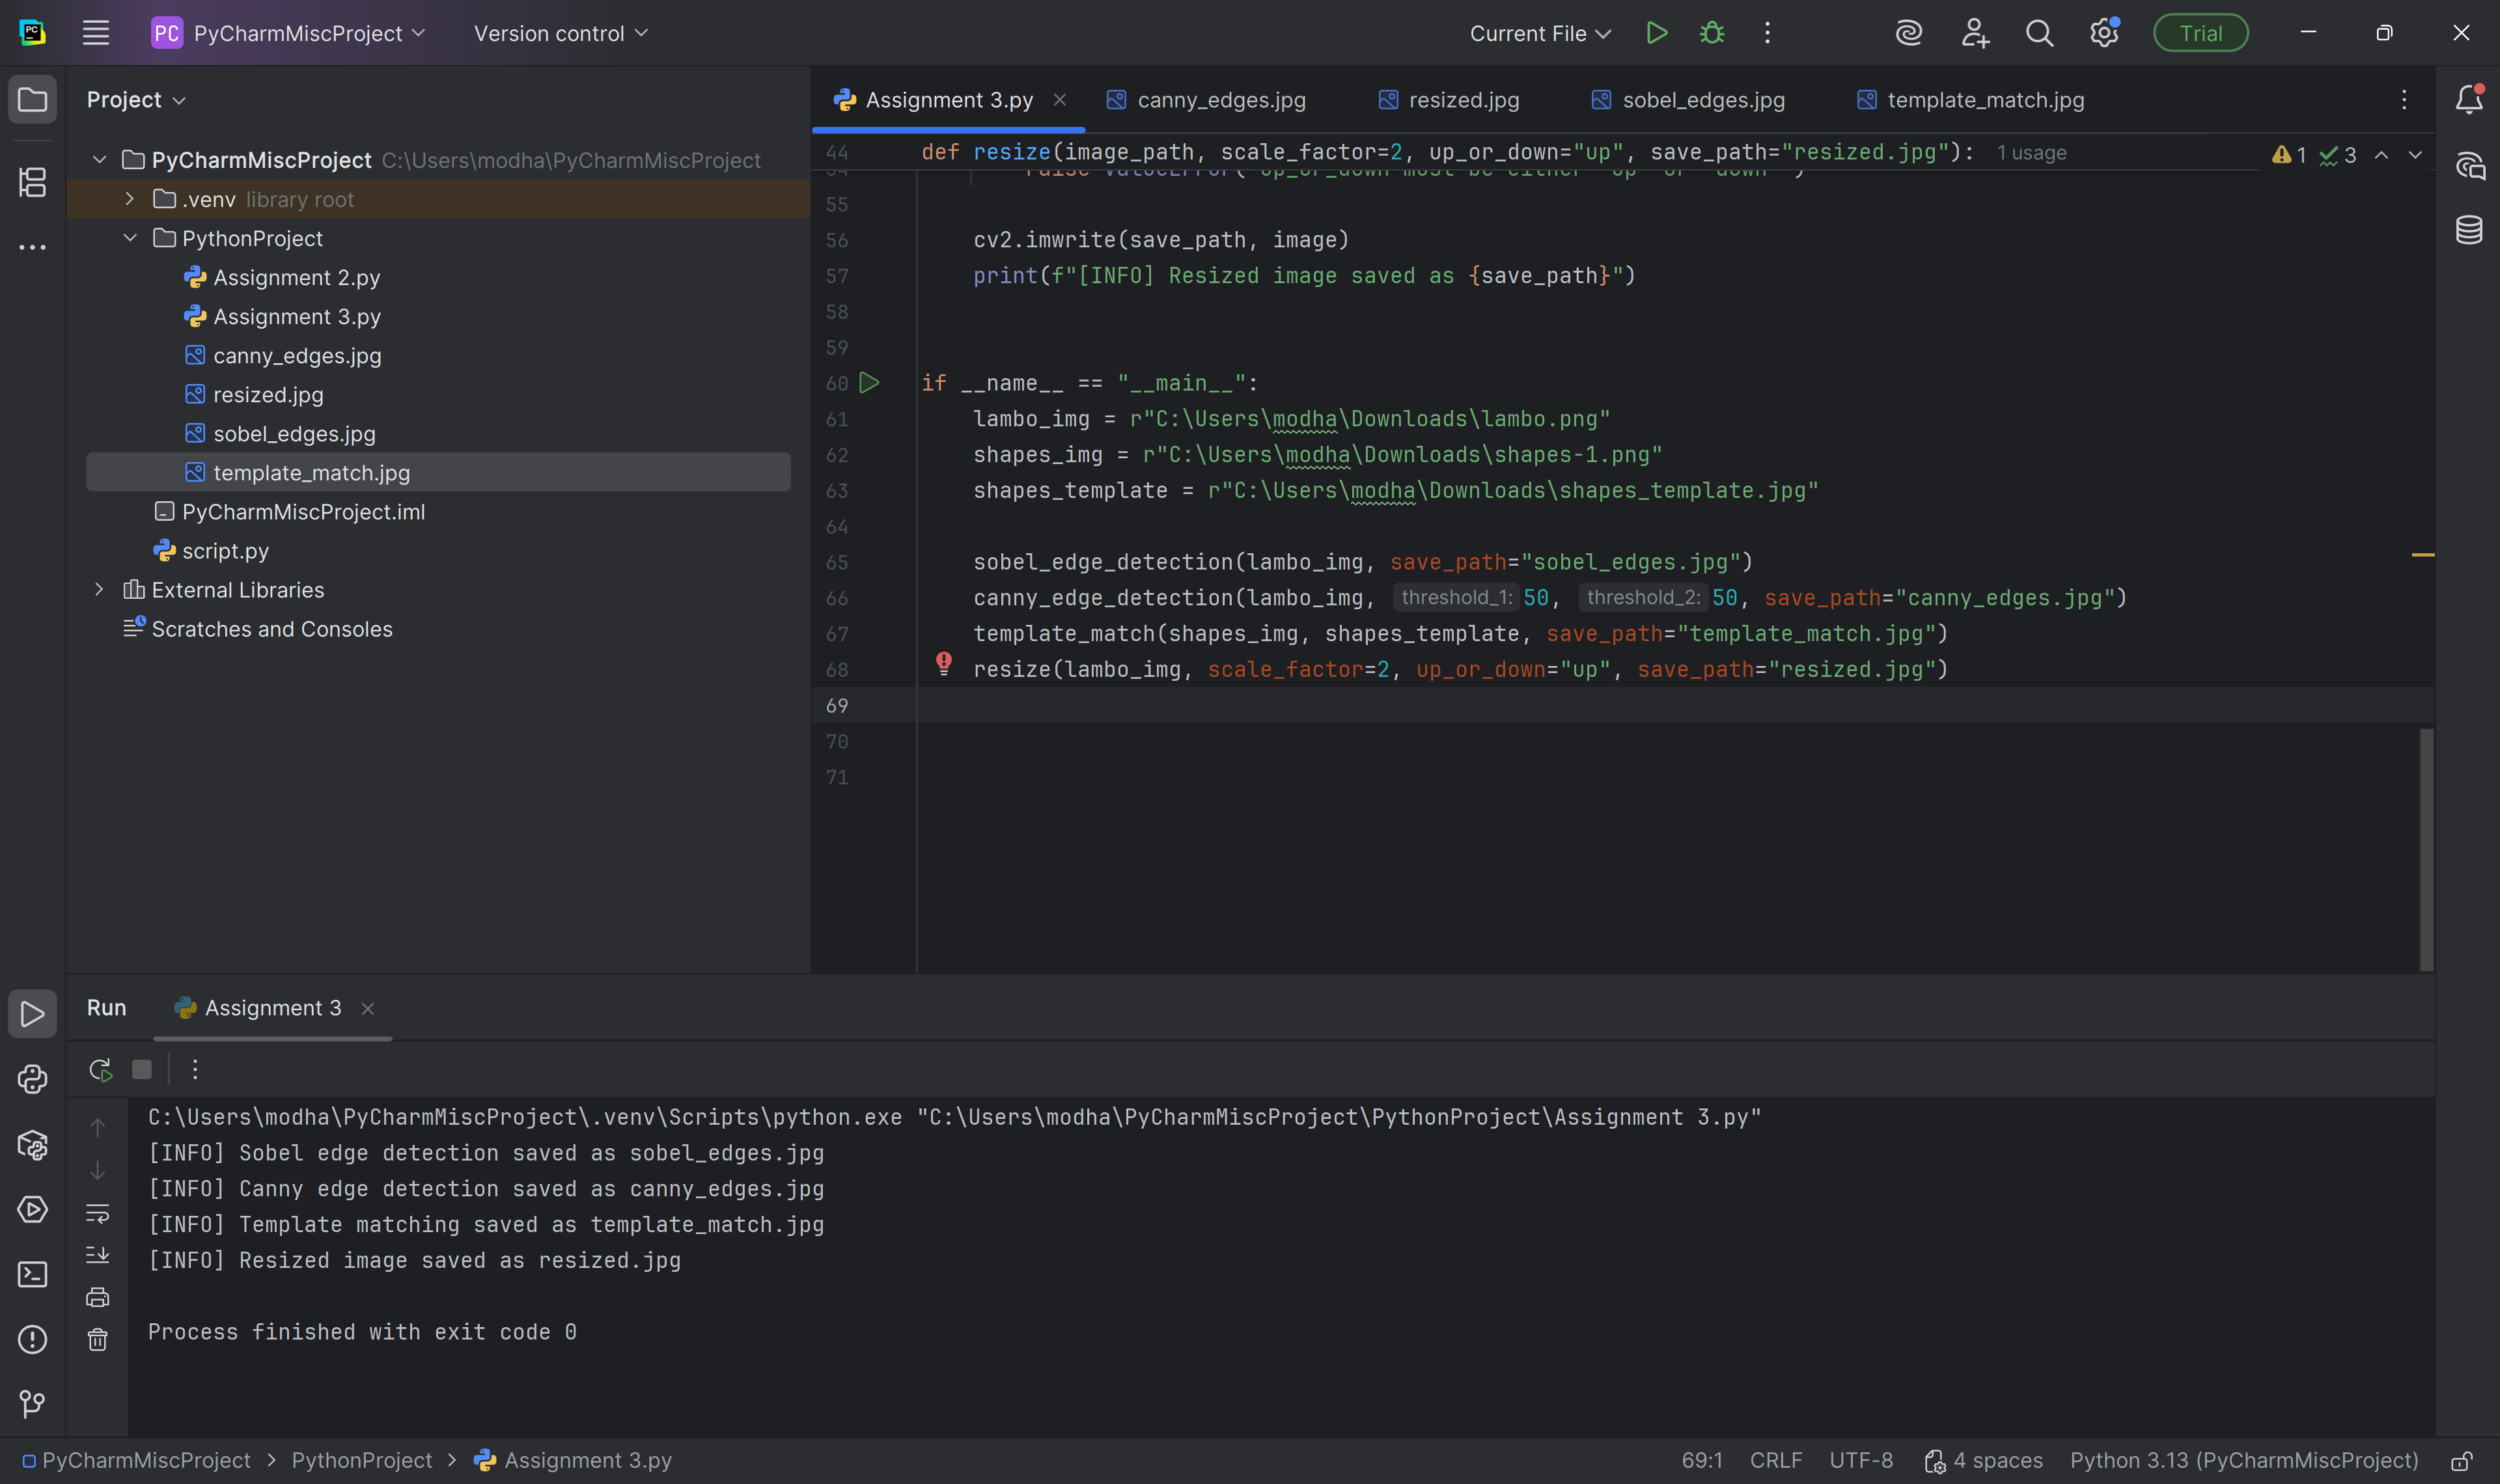 PC PyCharmMiscProject Version control Current File Trial
Project
PyCharmMiscProject C:\Users\modha\PyCharmMiscProject
.venv library root
PythonProject
Assignment 2.py
Assignment 3.py
canny_edges.jpg
resized.jpg
sobel_edges.jpg
template_match.jpg
PyCharmMiscProject.iml
script.py
External Libraries
Scratches and Consoles
Assignment 3.py canny_edges.jpg resized.jpg sobel_edges.jpg template_match.jpg
44 def resize(image_path, scale_factor=2, up_or_down="up", save_path="resized.jpg"): 1 usage 1 3
55
56 cv2.imwrite(save_path, image)
57 print(f"[INFO] Resized image saved as {save_path}")
58
59
60 if __name__ == "__main__":
61 lambo_img = r"C:\Users\modha\Downloads\lambo.png"
62 shapes_img = r"C:\Users\modha\Downloads\shapes-1.png"
63 shapes_template = r"C:\Users\modha\Downloads\shapes_template.jpg"
64
65 sobel_edge_detection(lambo_img, save_path="sobel_edges.jpg")
66 canny_edge_detection(lambo_img, threshold_1: 50, threshold_2: 50, save_path="canny_edges.jpg")
67 template_match(shapes_img, shapes_template, save_path="template_match.jpg")
68 resize(lambo_img, scale_factor=2, up_or_down="up", save_path="resized.jpg")
69
70
71
Run Assignment 3
C:\Users\modha\PyCharmMiscProject\.venv\Scripts\python.exe "C:\Users\modha\PyCharmMiscProject\PythonProject\Assignment 3.py"
[INFO] Sobel edge detection saved as sobel_edges.jpg
[INFO] Canny edge detection saved as canny_edges.jpg
[INFO] Template matching saved as template_match.jpg
[INFO] Resized image saved as resized.jpg
Process finished with exit code 0
PyCharmMiscProject > PythonProject > Assignment 3.py 69:1 CRLF UTF-8 4 spaces Python 3.13 (PyCharmMiscProject)